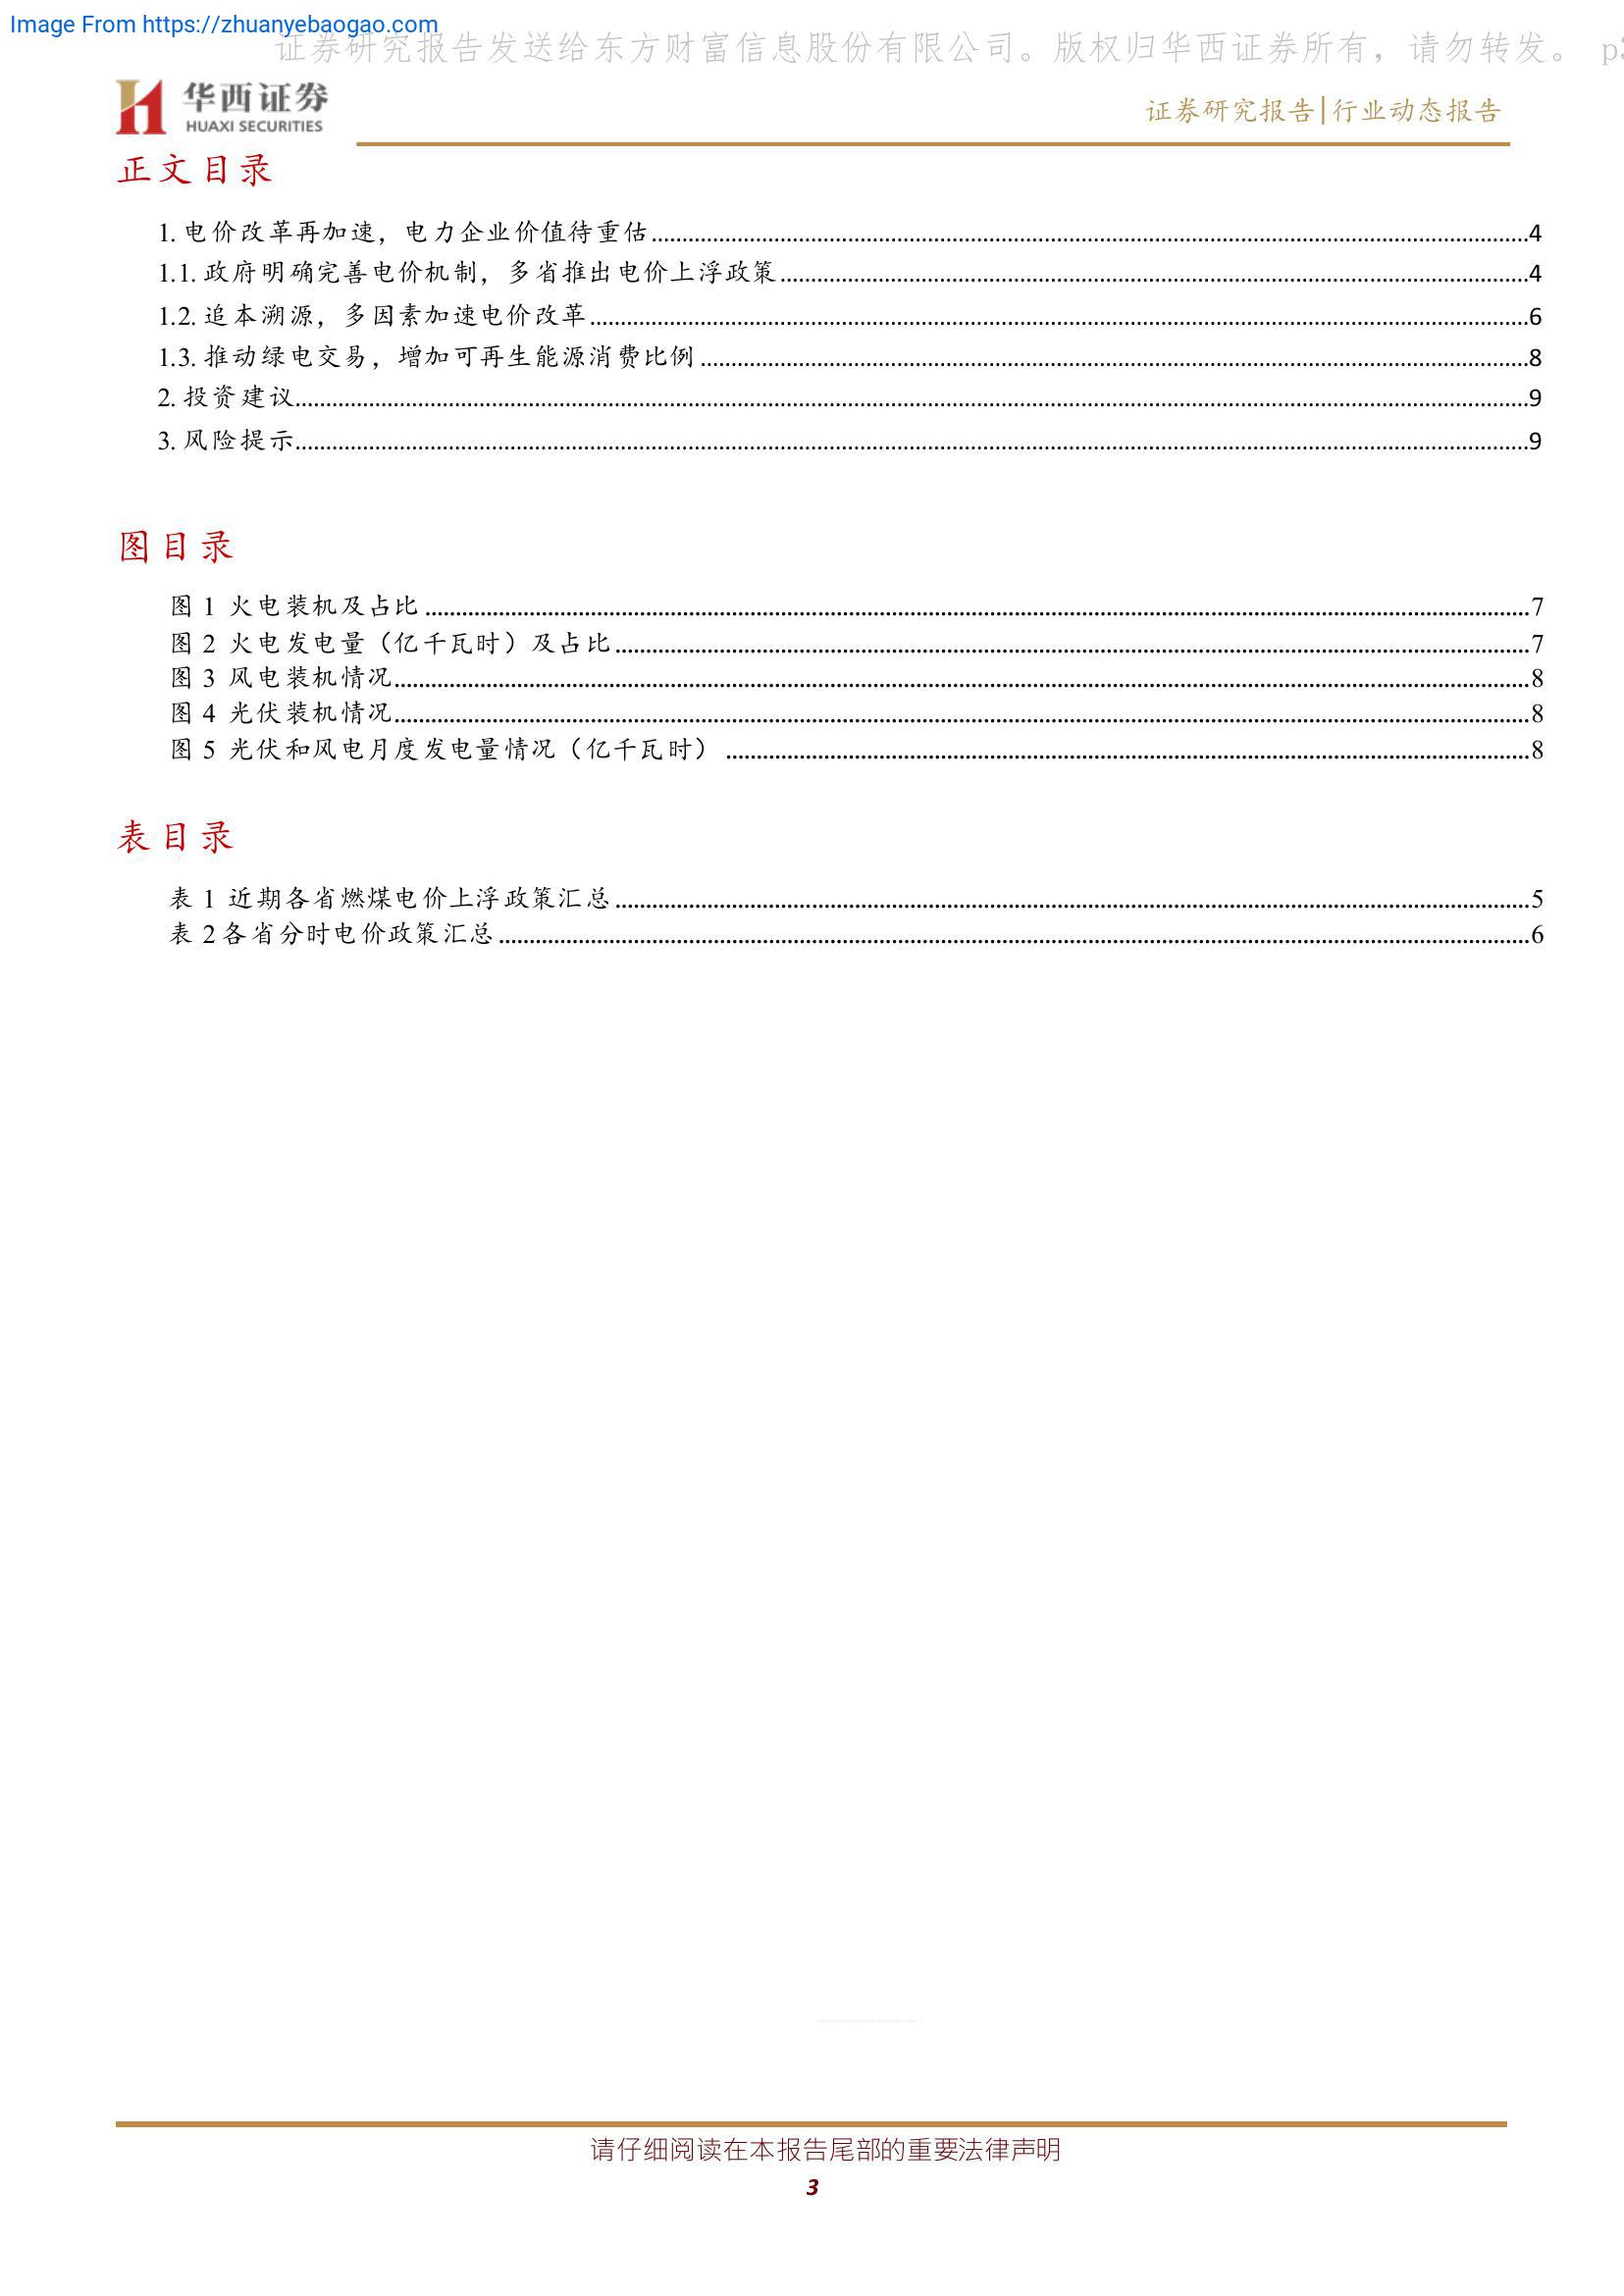 Image From https://zhuanyebaogao.com
证券研究报告发送给东方财富信息股份有限公司。版权归华西证券所有，请勿转发。 p3
华西证券
HUAXI SECURITIES
证券研究报告|行业动态报告
正文目录
1. 电价改革再加速，电力企业价值待重估 4
1.1. 政府明确完善电价机制，多省推出电价上浮政策 4
1.2. 追本溯源，多因素加速电价改革 6
1.3. 推动绿电交易，增加可再生能源消费比例 8
2. 投资建议 9
3. 风险提示 9
图目录
图 1 火电装机及占比 7
图 2 火电发电量（亿千瓦时）及占比 7
图 3 风电装机情况 8
图 4 光伏装机情况 8
图 5 光伏和风电月度发电量情况（亿千瓦时） 8
表目录
表 1 近期各省燃煤电价上浮政策汇总 5
表 2各省分时电价政策汇总 6
请仔细阅读在本报告尾部的重要法律声明
3